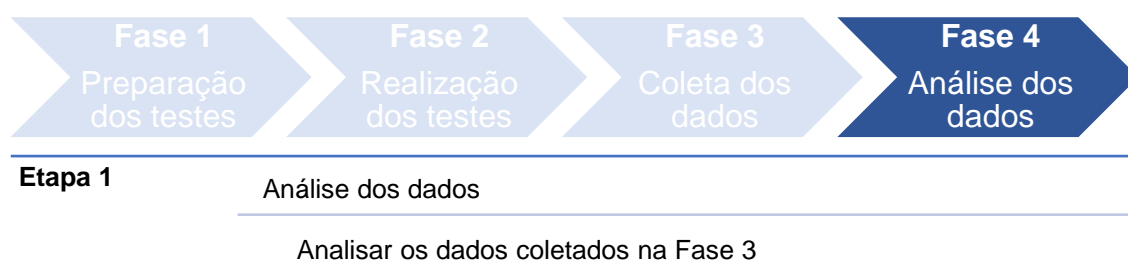 Fase 1
Preparação
dos testes
Fase 2
Realização
dos testes
Fase 3
Coleta dos
dados
Fase 4
Análise dos
dados
Etapa 1
Análise dos dados
Analisar os dados coletados na Fase 3